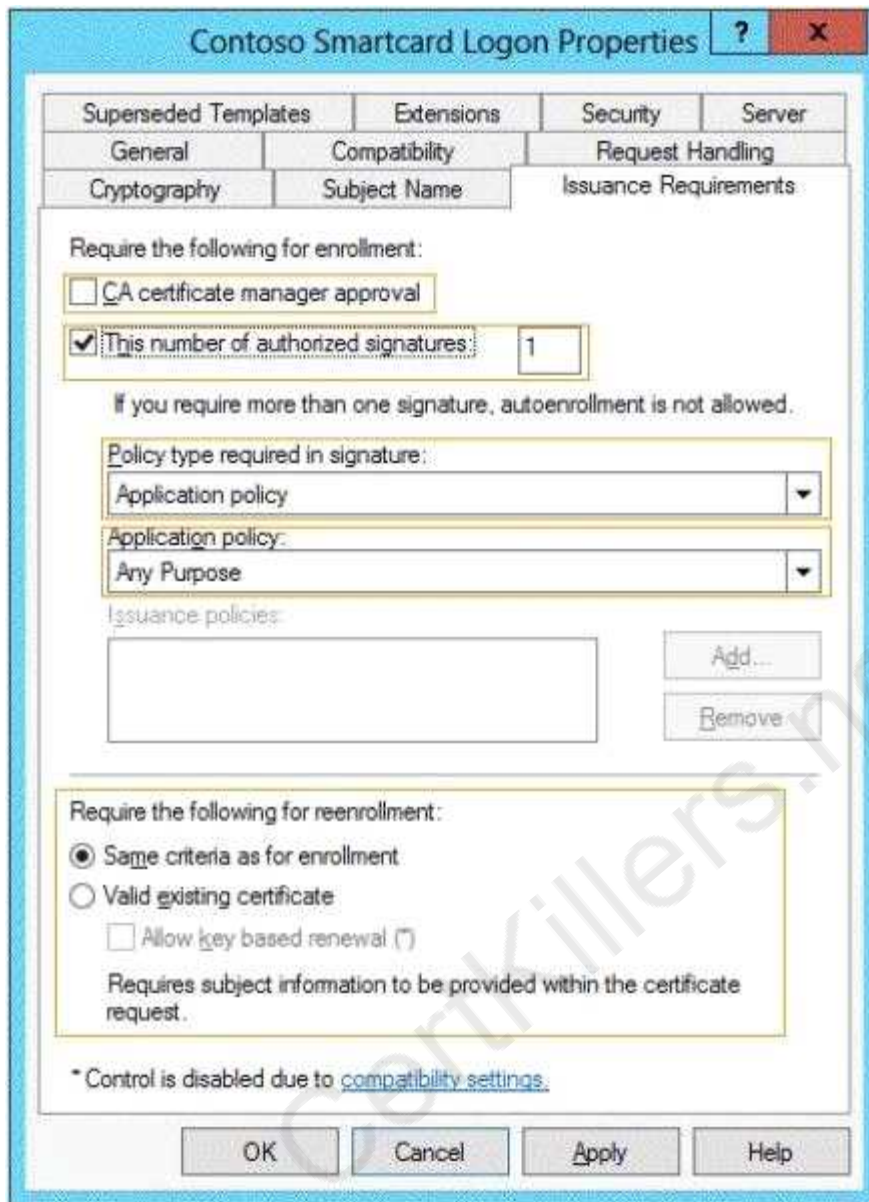 Contoso Smartcard Logon Properties ? x
Superseded Templates Extensions Security Server
General Compatibility Request Handling
Cryptography Subject Name Issuance Requirements
Require the following for enrollment:
CA certificate manager approval
This number of authorized signatures: 1
If you require more than one signature, autoenrollment is not allowed.
Policy type required in signature:
Application policy
Application policy:
Any Purpose
Issuance policies:
Add...
Remove
Require the following for reenrollment:
Same criteria as for enrollment
Valid existing certificate
Allow key based renewal (*)
Requires subject information to be provided within the certificate
request.
* Control is disabled due to compatibility settings.
OK Cancel Apply Help
CertKillers.ne